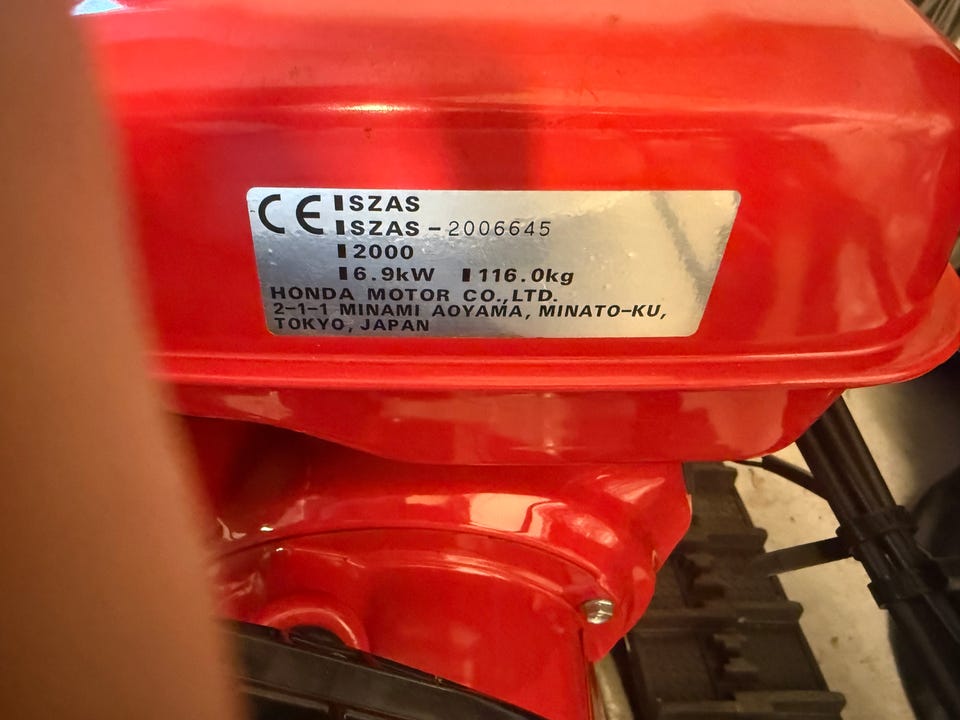 CE ▮SZAS
▮SZAS-2006645
▮2000
▮6.9kW ▮116.0kg
HONDA MOTOR CO.,LTD.
2-1-1 MINAMI AOYAMA, MINATO-KU,
TOKYO, JAPAN